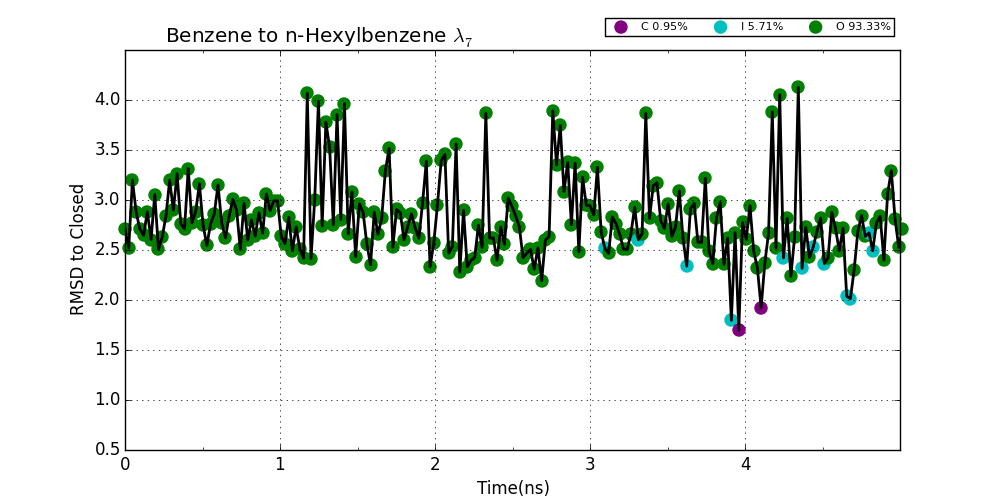 Benzene to n-Hexylbenzene λ₇
C 0.95% I 5.71% O 93.33%
RMSD to Closed
4.0
3.5
3.0
2.5
2.0
1.5
1.0
0.5
0 1 2 3 4
Time(ns)